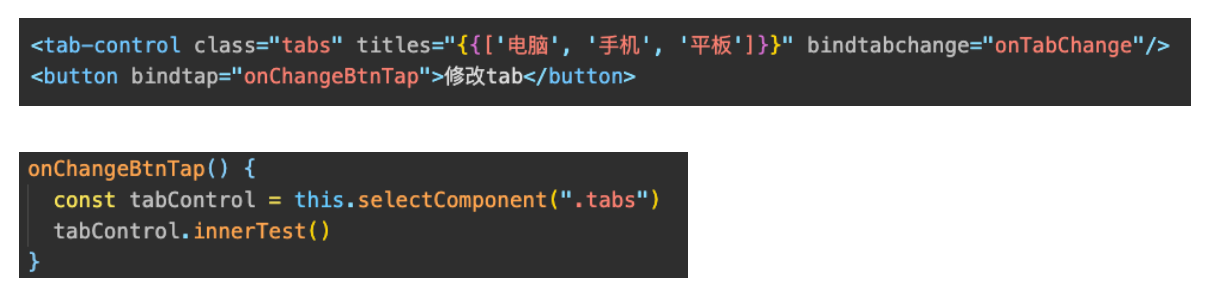 <tab-control class="tabs" titles="{{['电脑', '手机', '平板']}}" bindtabchange="onTabChange"/>
<button bindtap="onChangeBtnTap">修改tab</button>
onChangeBtnTap() {
  const tabControl = this.selectComponent(".tabs")
  tabControl.innerTest()
}